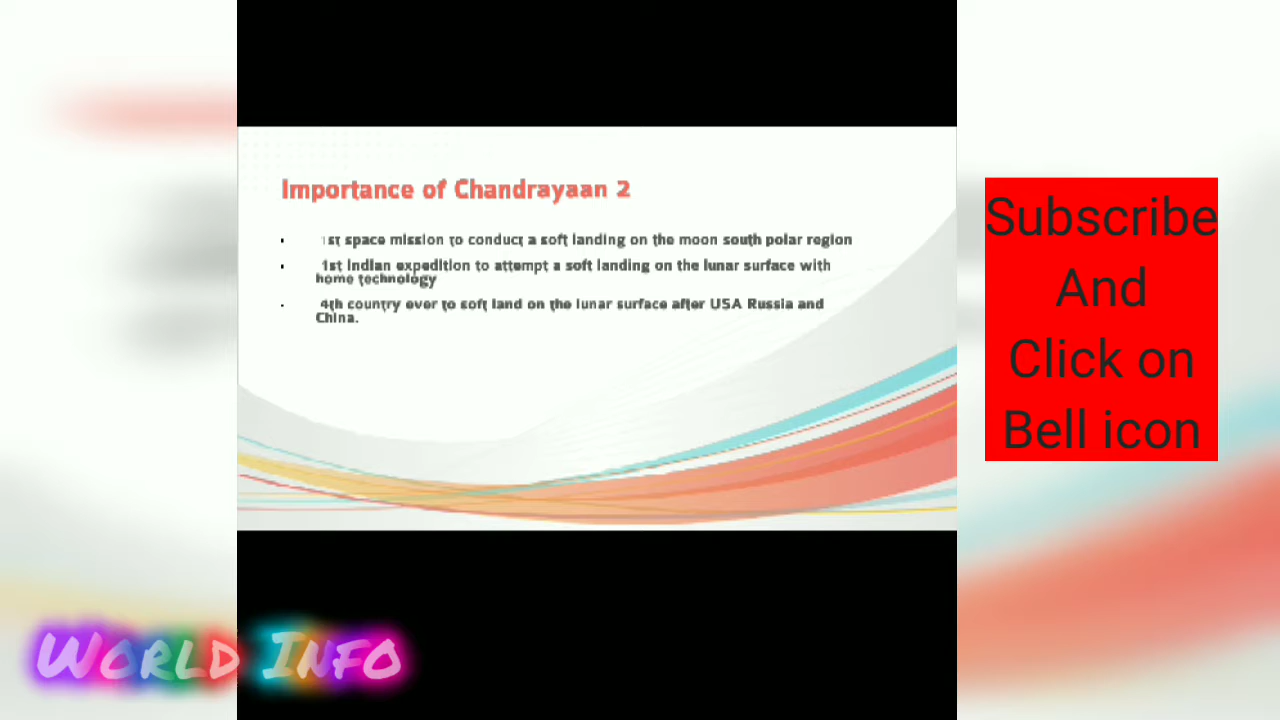 Importance of Chandrayaan 2
1st space mission to conduct a soft landing on the moon south polar region
1st Indian expedition to attempt a soft landing on the lunar surface with
home technology
4th country ever to soft land on the lunar surface after USA Russia and
China.
Subscribe
And
Click on
Bell icon
WORLD INFO